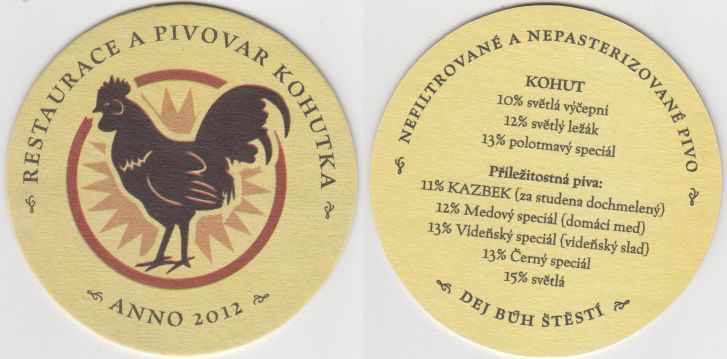 RESTAURACE A PIVOVAR KOHUTKA
ANNO 2012
NEFILTROVANÉ A NEPASTERIZOVANÉ PIVO
KOHUT
10% světlá výčepní
12% světlý ležák
13% polotmavý speciál
Příležitostná piva:
11% KAZBEK (za studena dochmelený)
12% Medový speciál (domácí med)
13% Vídeňský speciál (vídeňský slad)
13% Černý speciál
15% světlá
DEJ BŮH ŠTĚSTÍ